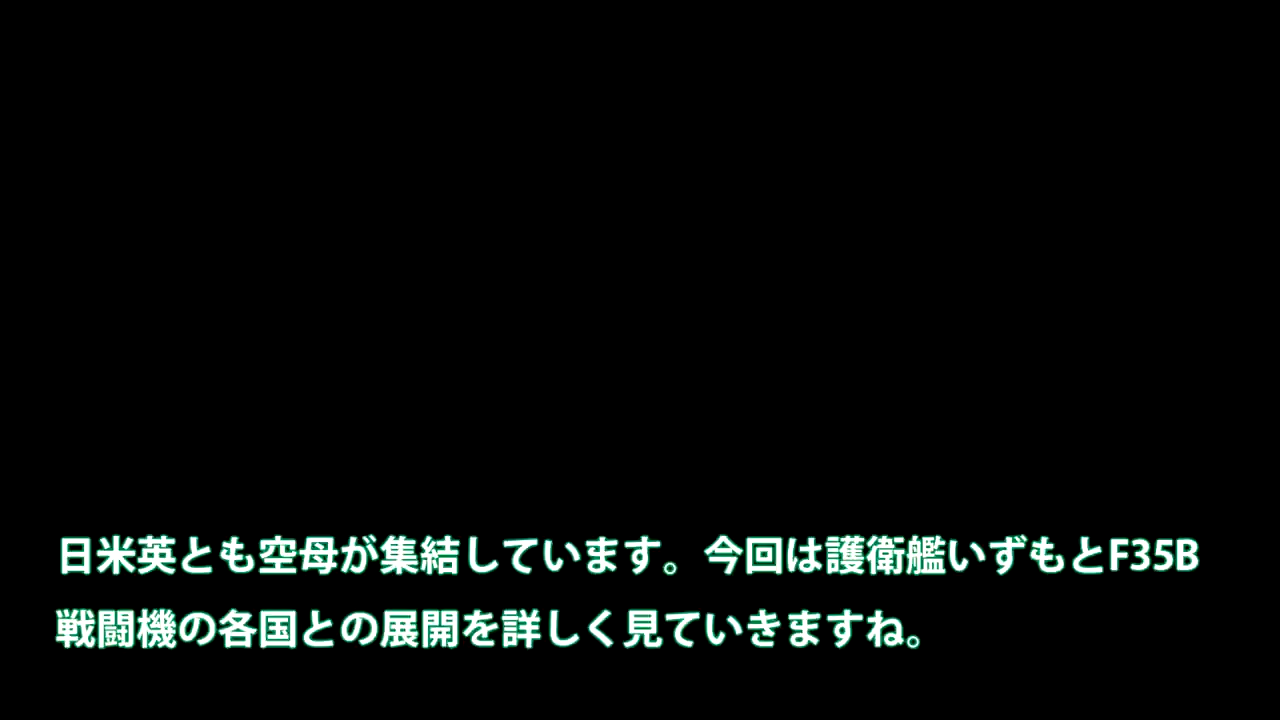 日米英とも空母が集結しています。今回は護衛艦いずもとF35B
戦闘機の各国との展開を詳しく見ていきますね。